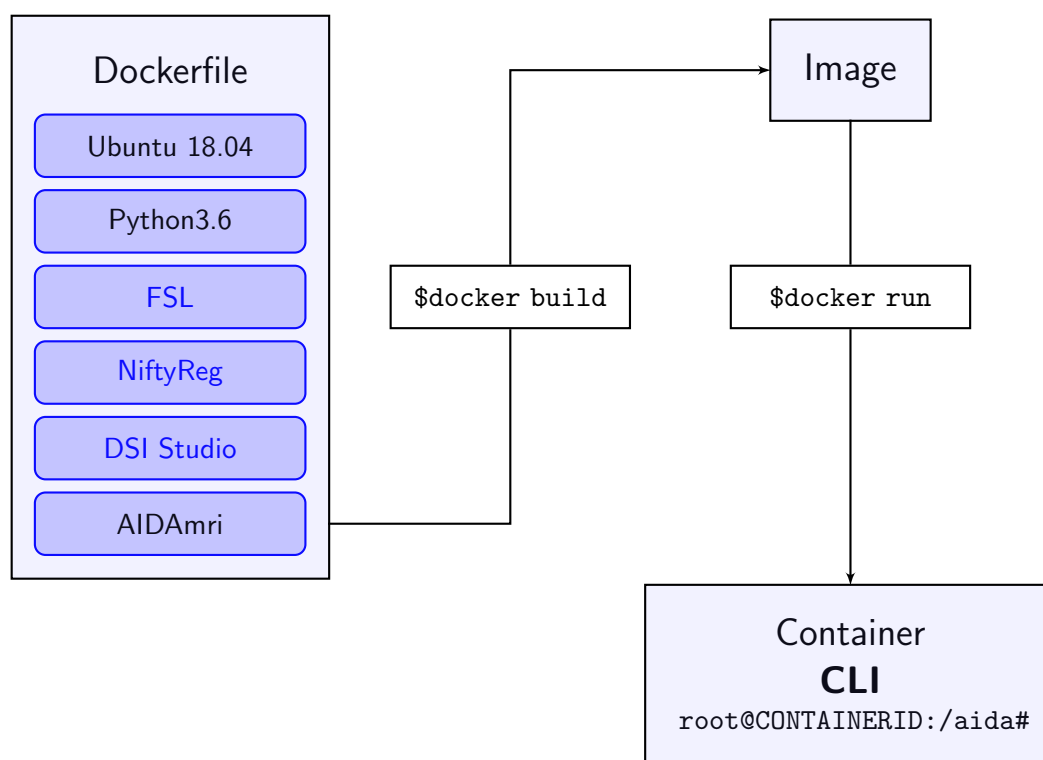 Dockerfile
Ubuntu 18.04
Python3.6
FSL
NiftyReg
DSI Studio
AIDAmri
$docker build
Image
$docker run
Container
CLI
root@CONTAINERID:/aida#